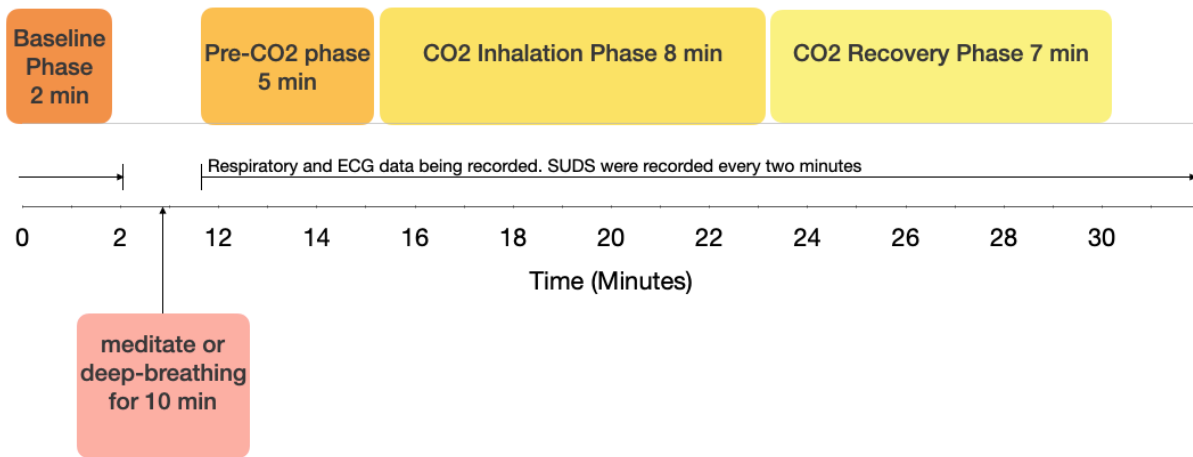 Baseline
Phase
2 min
Pre-CO2 phase
5 min
CO2 Inhalation Phase 8 min
CO2 Recovery Phase 7 min
Respiratory and ECG data being recorded. SUDS were recorded every two minutes
0 2 12 14 16 18 20 22 24 26 28 30
Time (Minutes)
meditate or
deep-breathing
for 10 min